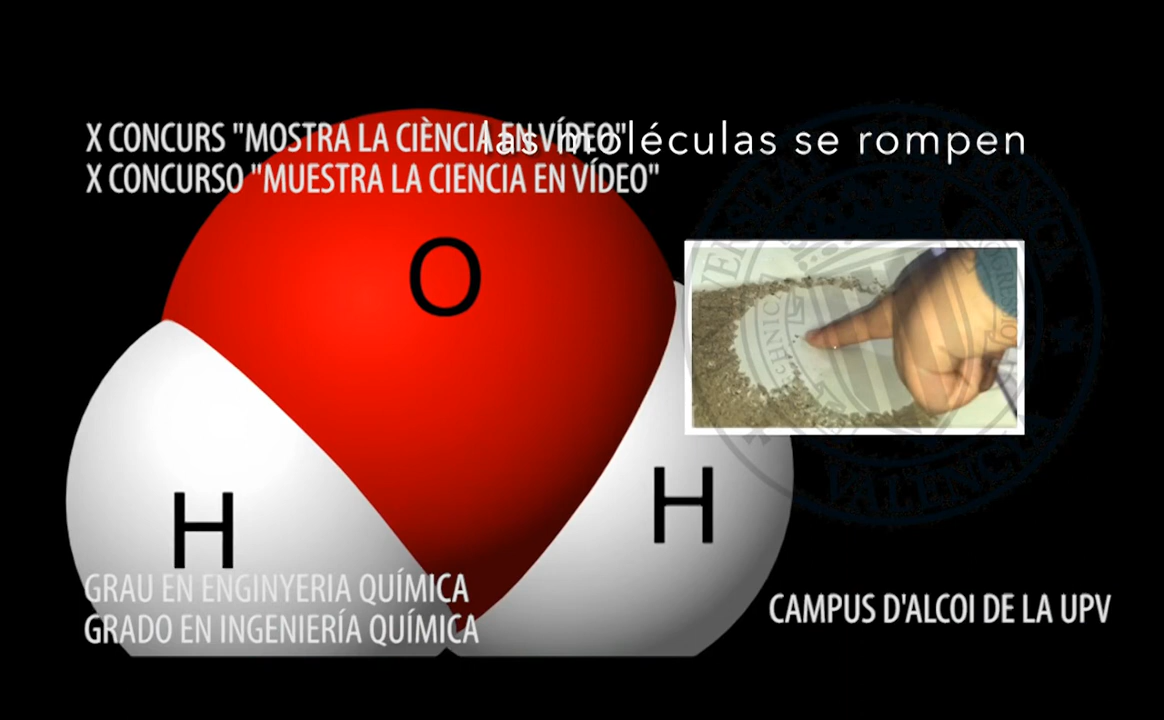 X CONCURS "MOSTRA LA CIÈNCIA EN VÍDEO"
las moléculas se rompen
X CONCURSO "MUESTRA LA CIENCIA EN VÍDEO"
O
H
H
GRAU EN ENGINYERIA QUÍMICA
GRADO EN INGENIERÍA QUÍMICA
CAMPUS D'ALCOI DE LA UPV